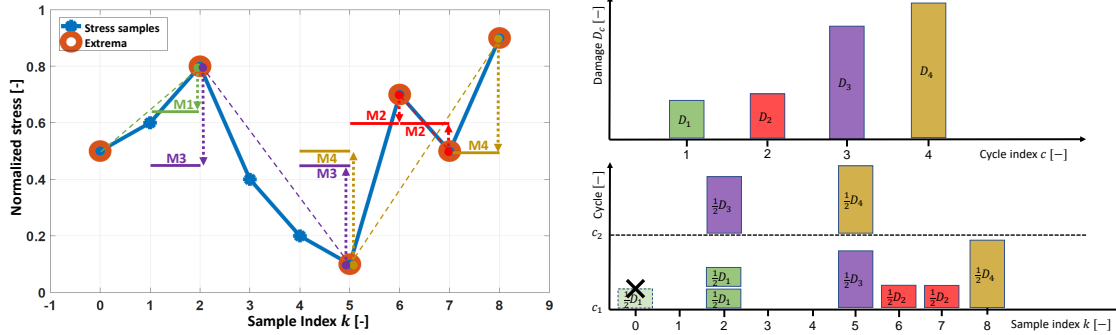 Stress samples
Extrema
Normalized stress [-]
1
0.8
0.6
0.4
0.2
0
M1
M3
M4
M3
M2
M2
M4
-1 0 1 2 3 4 5 6 7 8 9
Sample Index k [-]
Damage D_c [−]
D_1
D_2
D_3
D_4
1 2 3 4
Cycle index c [−]
Cycle [−]
c_2
c_1
½D_3
½D_4
½D_1
½D_1
½D_1
½D_3
½D_2
½D_2
½D_4
0 1 2 3 4 5 6 7 8
Sample index k [−]